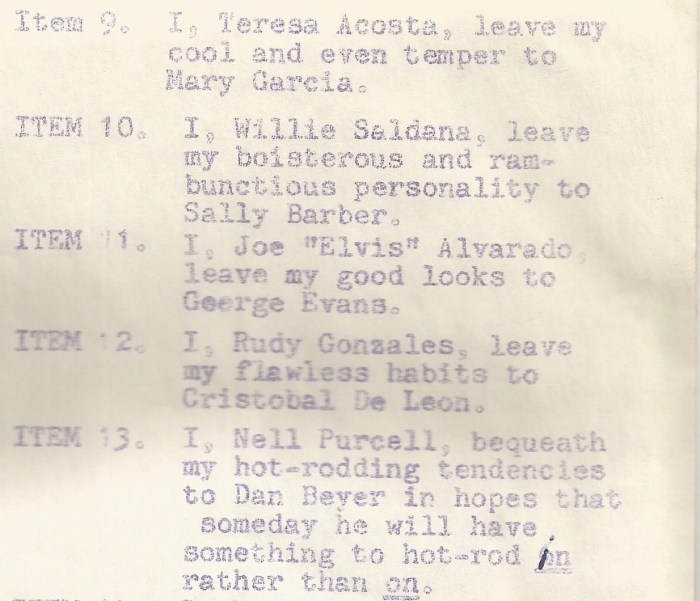 Item 9. I, Teresa Acosta, leave my
cool and even temper to
Mary Garcia.
ITEM 10. I, Willie Saldana, leave
my boisterous and ram-
bunctious personality to
Sally Barber.
ITEM 11. I, Joe "Elvis" Alvarado,
leave my good looks to
George Evans.
ITEM 12. I, Rudy Gonzales, leave
my flawless habits to
Cristobal De Leon.
ITEM 13. I, Nell Purcell, bequeath
my hot-rodding tendencies
to Dan Beyer in hopes that
someday he will have
something to hot-rod in
rather than on.